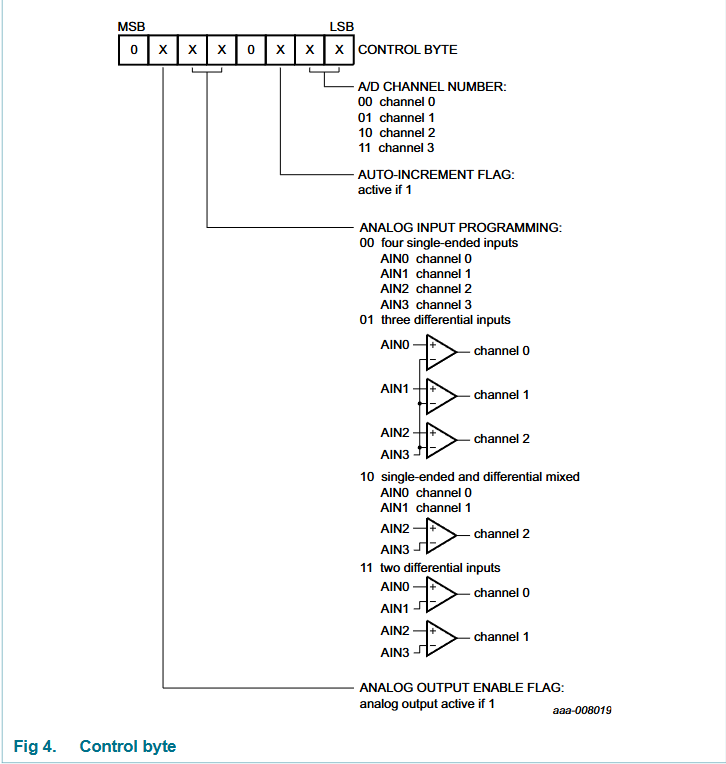 MSB LSB
0 X X X 0 X X X CONTROL BYTE
A/D CHANNEL NUMBER:
00 channel 0
01 channel 1
10 channel 2
11 channel 3
AUTO-INCREMENT FLAG:
active if 1
ANALOG INPUT PROGRAMMING:
00 four single-ended inputs
AIN0 channel 0
AIN1 channel 1
AIN2 channel 2
AIN3 channel 3
01 three differential inputs
AIN0 + − channel 0
AIN1 + − channel 1
AIN2 + − channel 2
AIN3
10 single-ended and differential mixed
AIN0 channel 0
AIN1 channel 1
AIN2 + − channel 2
AIN3
11 two differential inputs
AIN0 + − channel 0
AIN1
AIN2 + − channel 1
AIN3
ANALOG OUTPUT ENABLE FLAG:
analog output active if 1
aaa-008019
Fig 4. Control byte